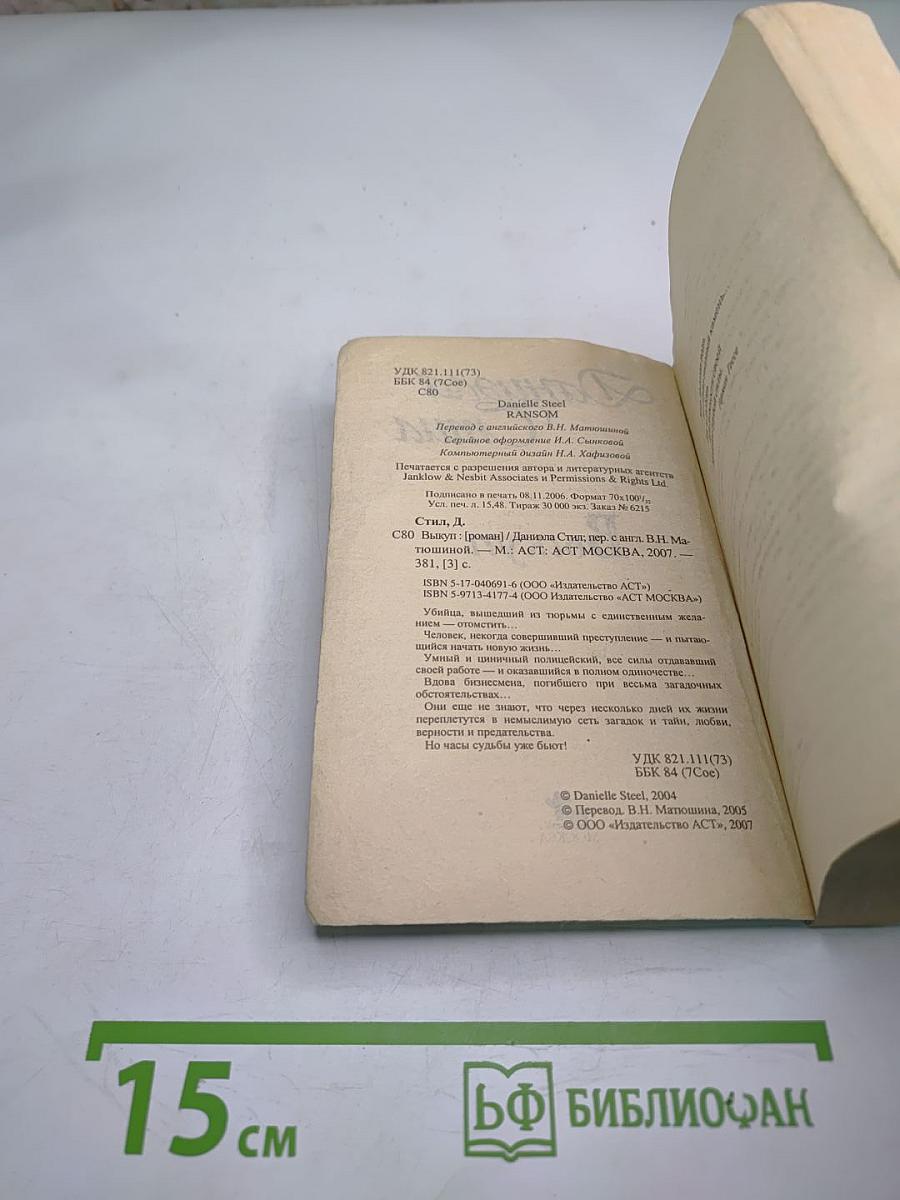 УДК 821.111(73)
ББК 84 (7Сое)
С80
Danielle Steel
RANSOM
Перевод с английского В.Н. Матюшиной
Серийное оформление И.А. Сынковой
Компьютерный дизайн Н.А. Хафизовой
Печатается с разрешения автора и литературных агентств
Janklow & Nesbit Associates и Permissions & Rights Ltd.
Подписано в печать 08.11.2006. Формат 70х100¹/₃₂
Усл. печ. л. 15,48. Тираж 30 000 экз. Заказ № 6215
Стил, Д.
С80 Выкуп : [роман] / Даниэла Стил; пер. с англ. В.Н. Ма-
тюшиной. — М.: АСТ: АСТ МОСКВА, 2007. —
381, [3] с.
ISBN 5-17-040691-6 (ООО «Издательство АСТ»)
ISBN 5-9713-4177-4 (ООО Издательство «АСТ МОСКВА»)
Убийца, вышедший из тюрьмы с единственным жела-
нием — отомстить...
Человек, некогда совершивший преступление — и пытаю-
щийся начать новую жизнь...
Умный и циничный полицейский, все силы отдававший
своей работе — и оказавшийся в полном одиночестве...
Вдова бизнесмена, погибшего при весьма загадочных
обстоятельствах...
Они еще не знают, что через несколько дней их жизни
переплетутся в немыслимую сеть загадок и тайн, любви,
верности и предательства.
Но часы судьбы уже бьют!
УДК 821.111(73)
ББК 84 (7Сое)
© Danielle Steel, 2004
© Перевод. В.Н. Матюшина, 2005
© ООО «Издательство АСТ», 2007
15 см
БФ БИБЛИОФАН